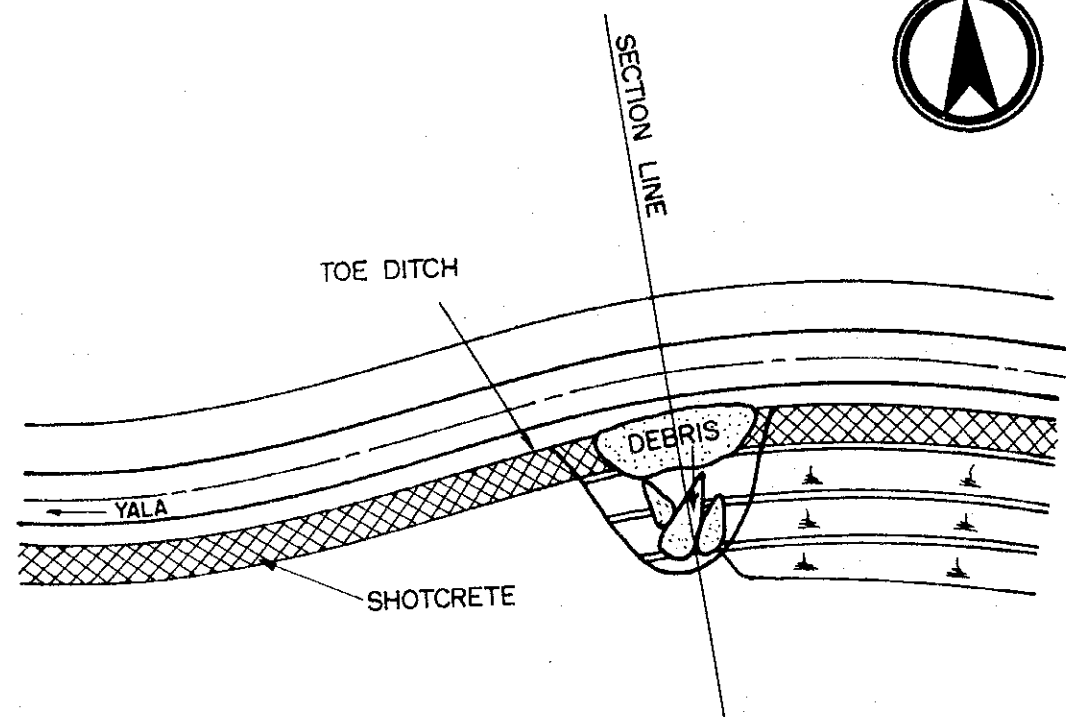 SECTION LINE
TOE DITCH
DEBRIS
YALA
SHOTCRETE